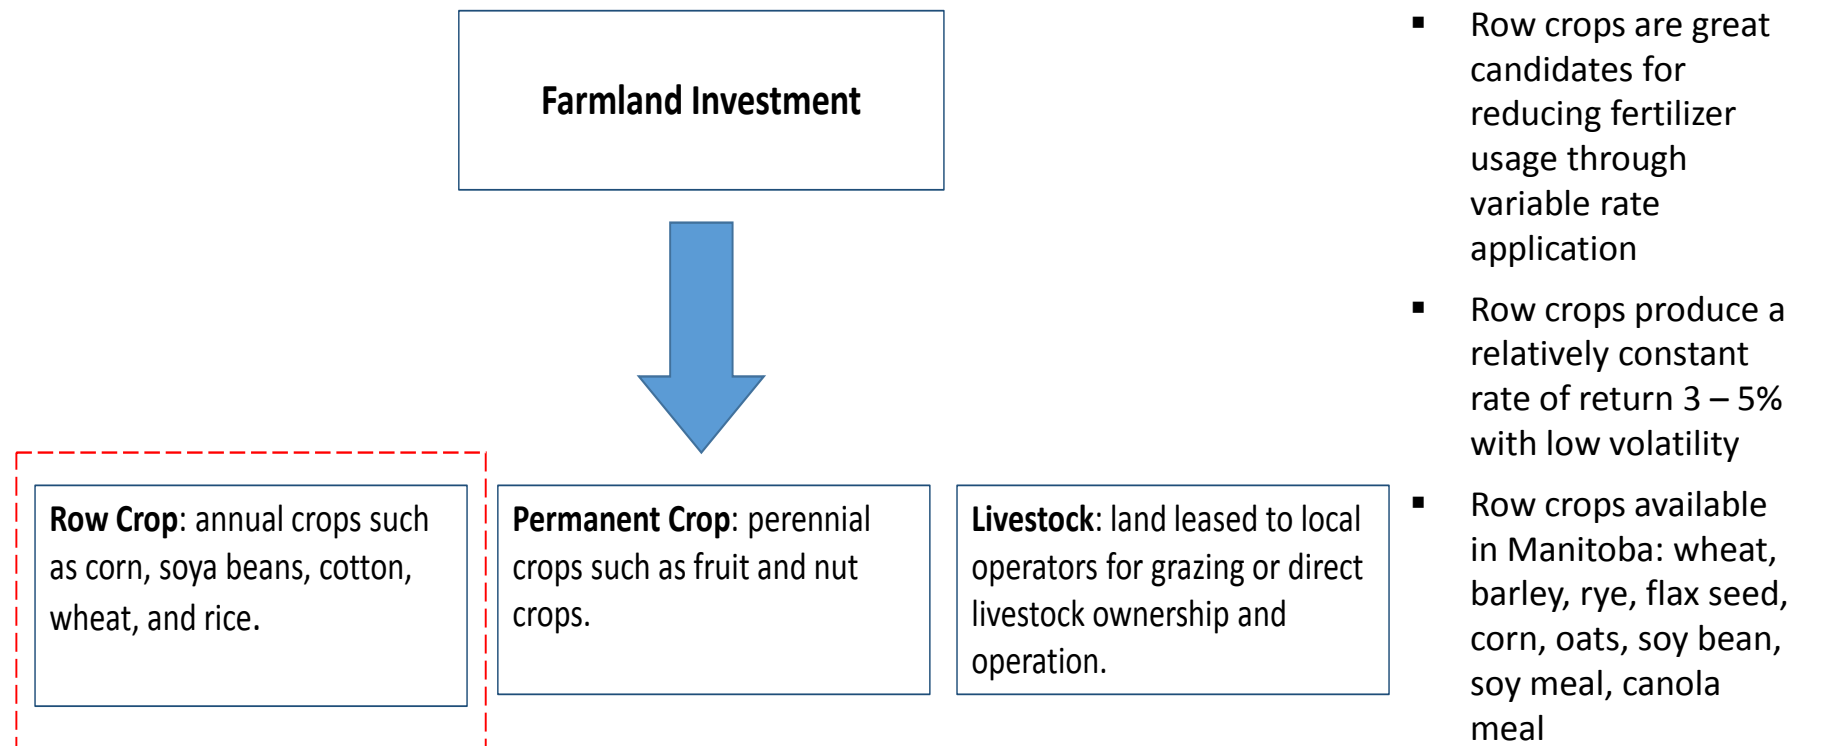 Farmland Investment
Row Crop: annual crops such
as corn, soya beans, cotton,
wheat, and rice.
Permanent Crop: perennial
crops such as fruit and nut
crops.
Livestock: land leased to local
operators for grazing or direct
livestock ownership and
operation.
▪ Row crops are great
candidates for
reducing fertilizer
usage through
variable rate
application
▪ Row crops produce a
relatively constant
rate of return 3 – 5%
with low volatility
▪ Row crops available
in Manitoba: wheat,
barley, rye, flax seed,
corn, oats, soy bean,
soy meal, canola
meal